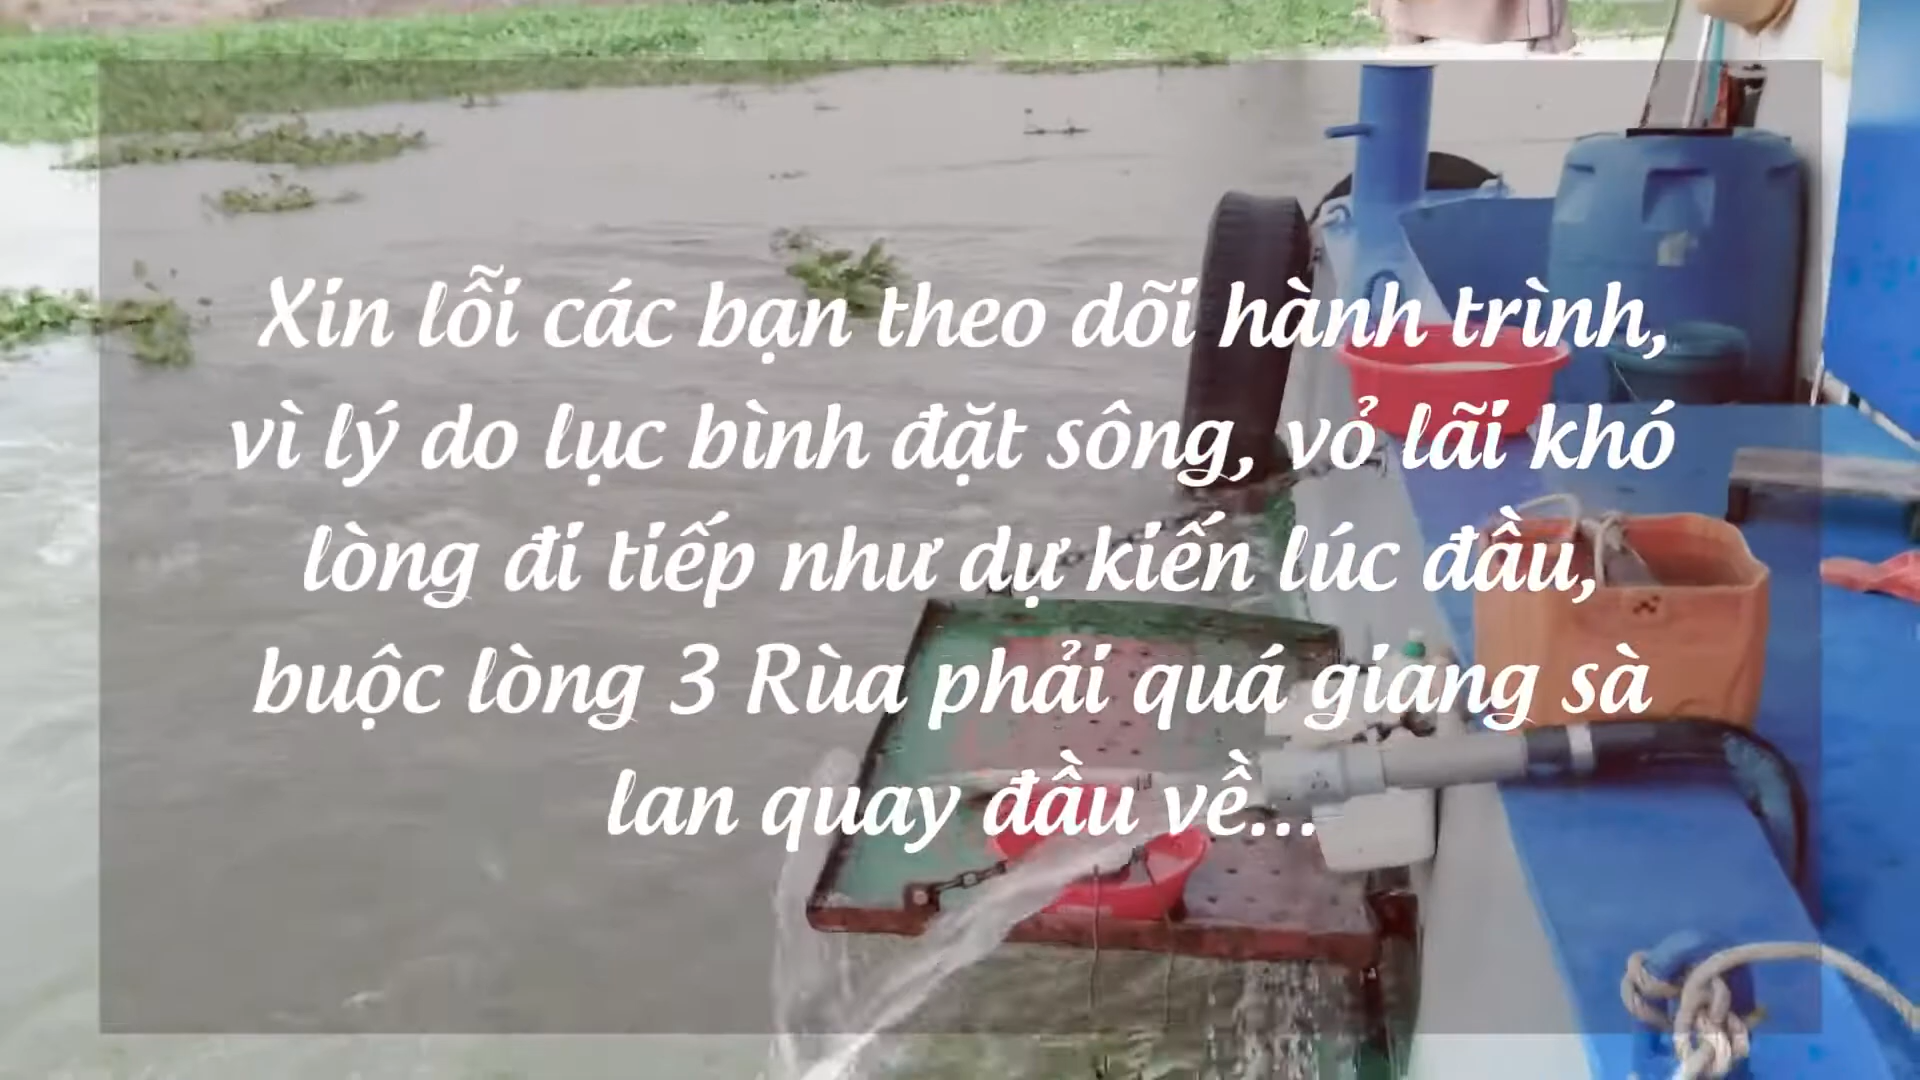 Xin lỗi các bạn theo dõi hành trình,
vì lý do lục bình đặt sông, vỏ lãi khó
lòng đi tiếp như dự kiến lúc đầu,
buộc lòng 3 Rùa phải quá giang sà
lan quay đầu về...